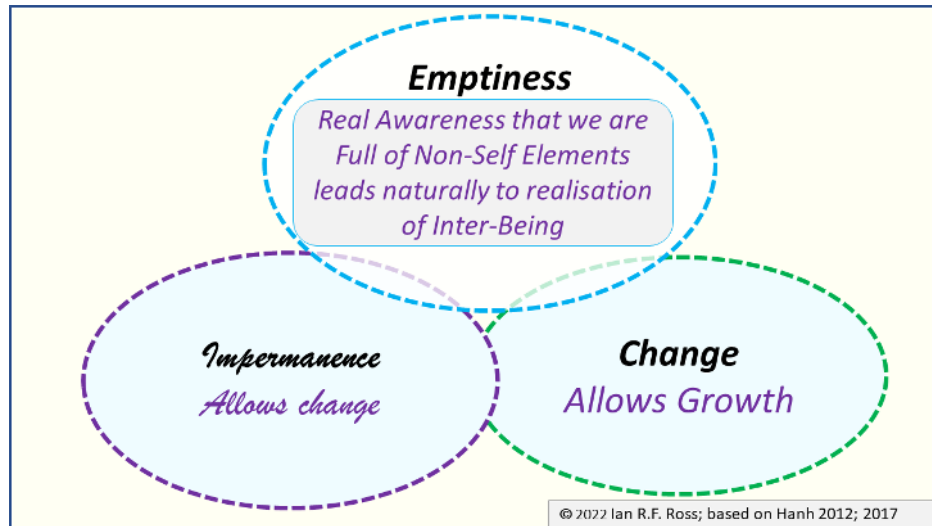 Emptiness
Real Awareness that we are
Full of Non-Self Elements
leads naturally to realisation
of Inter-Being
Impermanence
Allows change
Change
Allows Growth
© 2022 Ian R.F. Ross; based on Hanh 2012; 2017